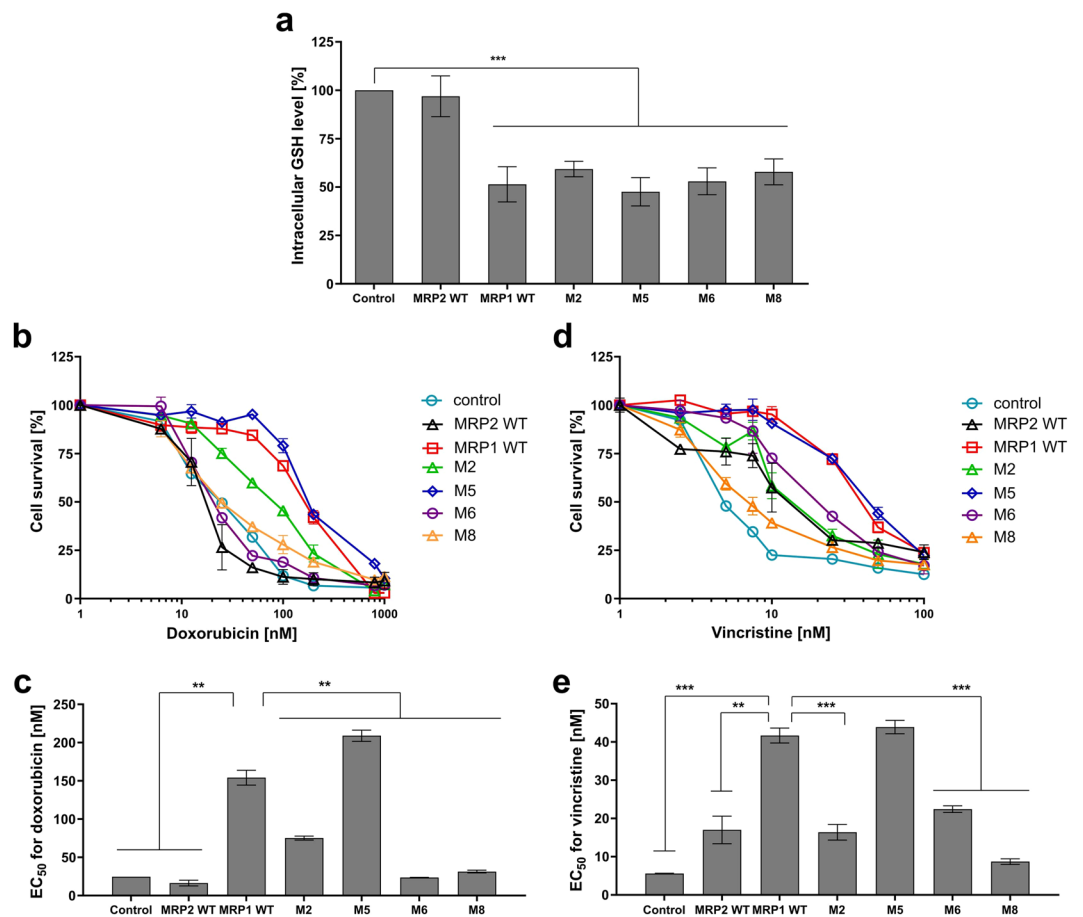 a
Intracellular GSH level [%]
125
100
75
50
25
0
***
Control MRP2 WT MRP1 WT M2 M5 M6 M8
b
Cell survival [%]
125
100
75
50
25
0
1 10 100 1000
Doxorubicin [nM]
control
MRP2 WT
MRP1 WT
M2
M5
M6
M8
d
Cell survival [%]
125
100
75
50
25
0
1 10 100
Vincristine [nM]
control
MRP2 WT
MRP1 WT
M2
M5
M6
M8
c
EC50 for doxorubicin [nM]
250
200
150
100
50
0
** **
Control MRP2 WT MRP1 WT M2 M5 M6 M8
e
EC50 for vincristine [nM]
50
40
30
20
10
0
*** ** *** ***
Control MRP2 WT MRP1 WT M2 M5 M6 M8